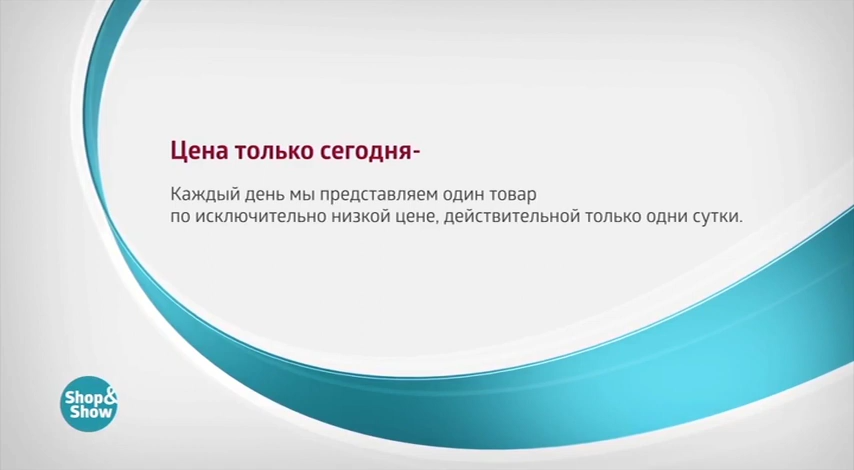 Цена только сегодня-
Каждый день мы представляем один товар
по исключительно низкой цене, действительной только одни сутки.
Shop&
Show